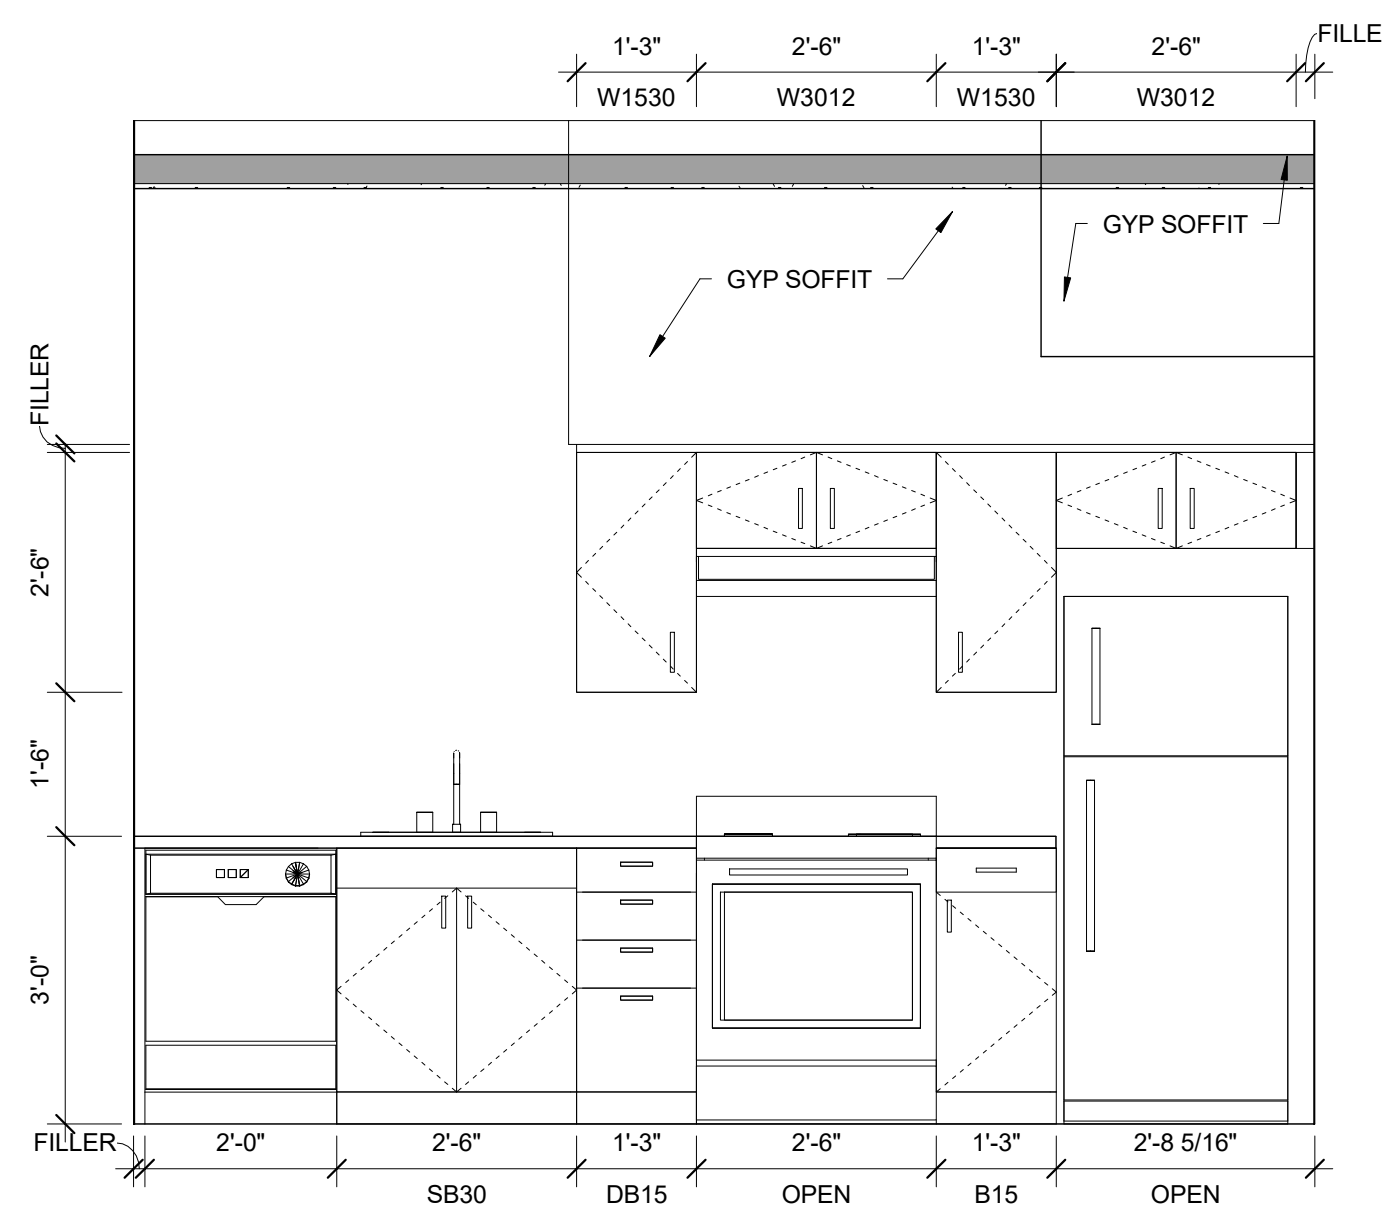 FILLE
1'-3" 2'-6" 1'-3" 2'-6"
W1530 W3012 W1530 W3012
GYP SOFFIT
GYP SOFFIT
FILLER
2'-6"
1'-6"
3'-0"
FILLER 2'-0" 2'-6" 1'-3" 2'-6" 1'-3" 2'-8 5/16"
SB30 DB15 OPEN B15 OPEN